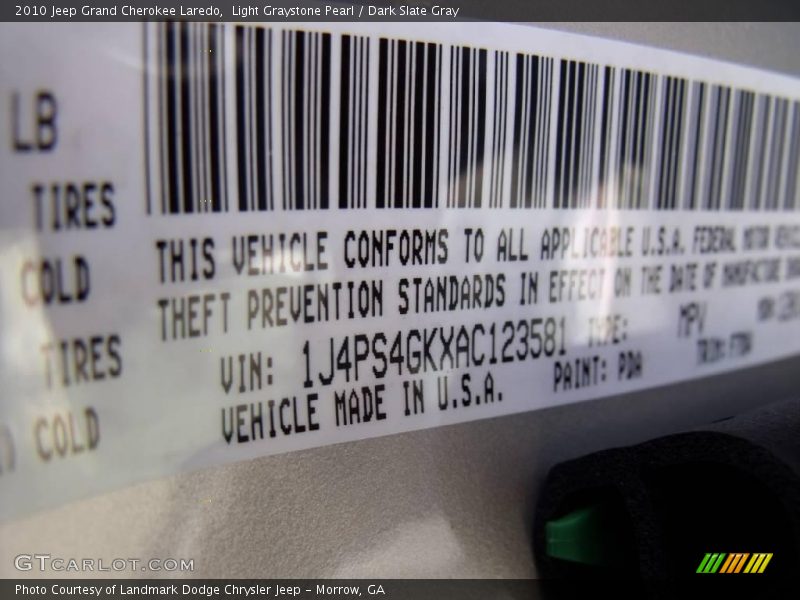 2010 Jeep Grand Cherokee Laredo,  Light Graystone Pearl / Dark Slate Gray
LB
TIRES
COLD
TIRES
COLD
THIS VEHICLE CONFORMS TO ALL APPLICABLE U.S.A. FEDERAL MOTOR
THEFT PREVENTION STANDARDS IN EFFECT ON THE DATE OF MANUFACTURE
VIN: 1J4PS4GKXAC123581 TYPE: MPV
VEHICLE MADE IN U.S.A. PAINT: PDA TRIM:
GTCARLOT.COM
Photo Courtesy of Landmark Dodge Chrysler Jeep - Morrow, GA